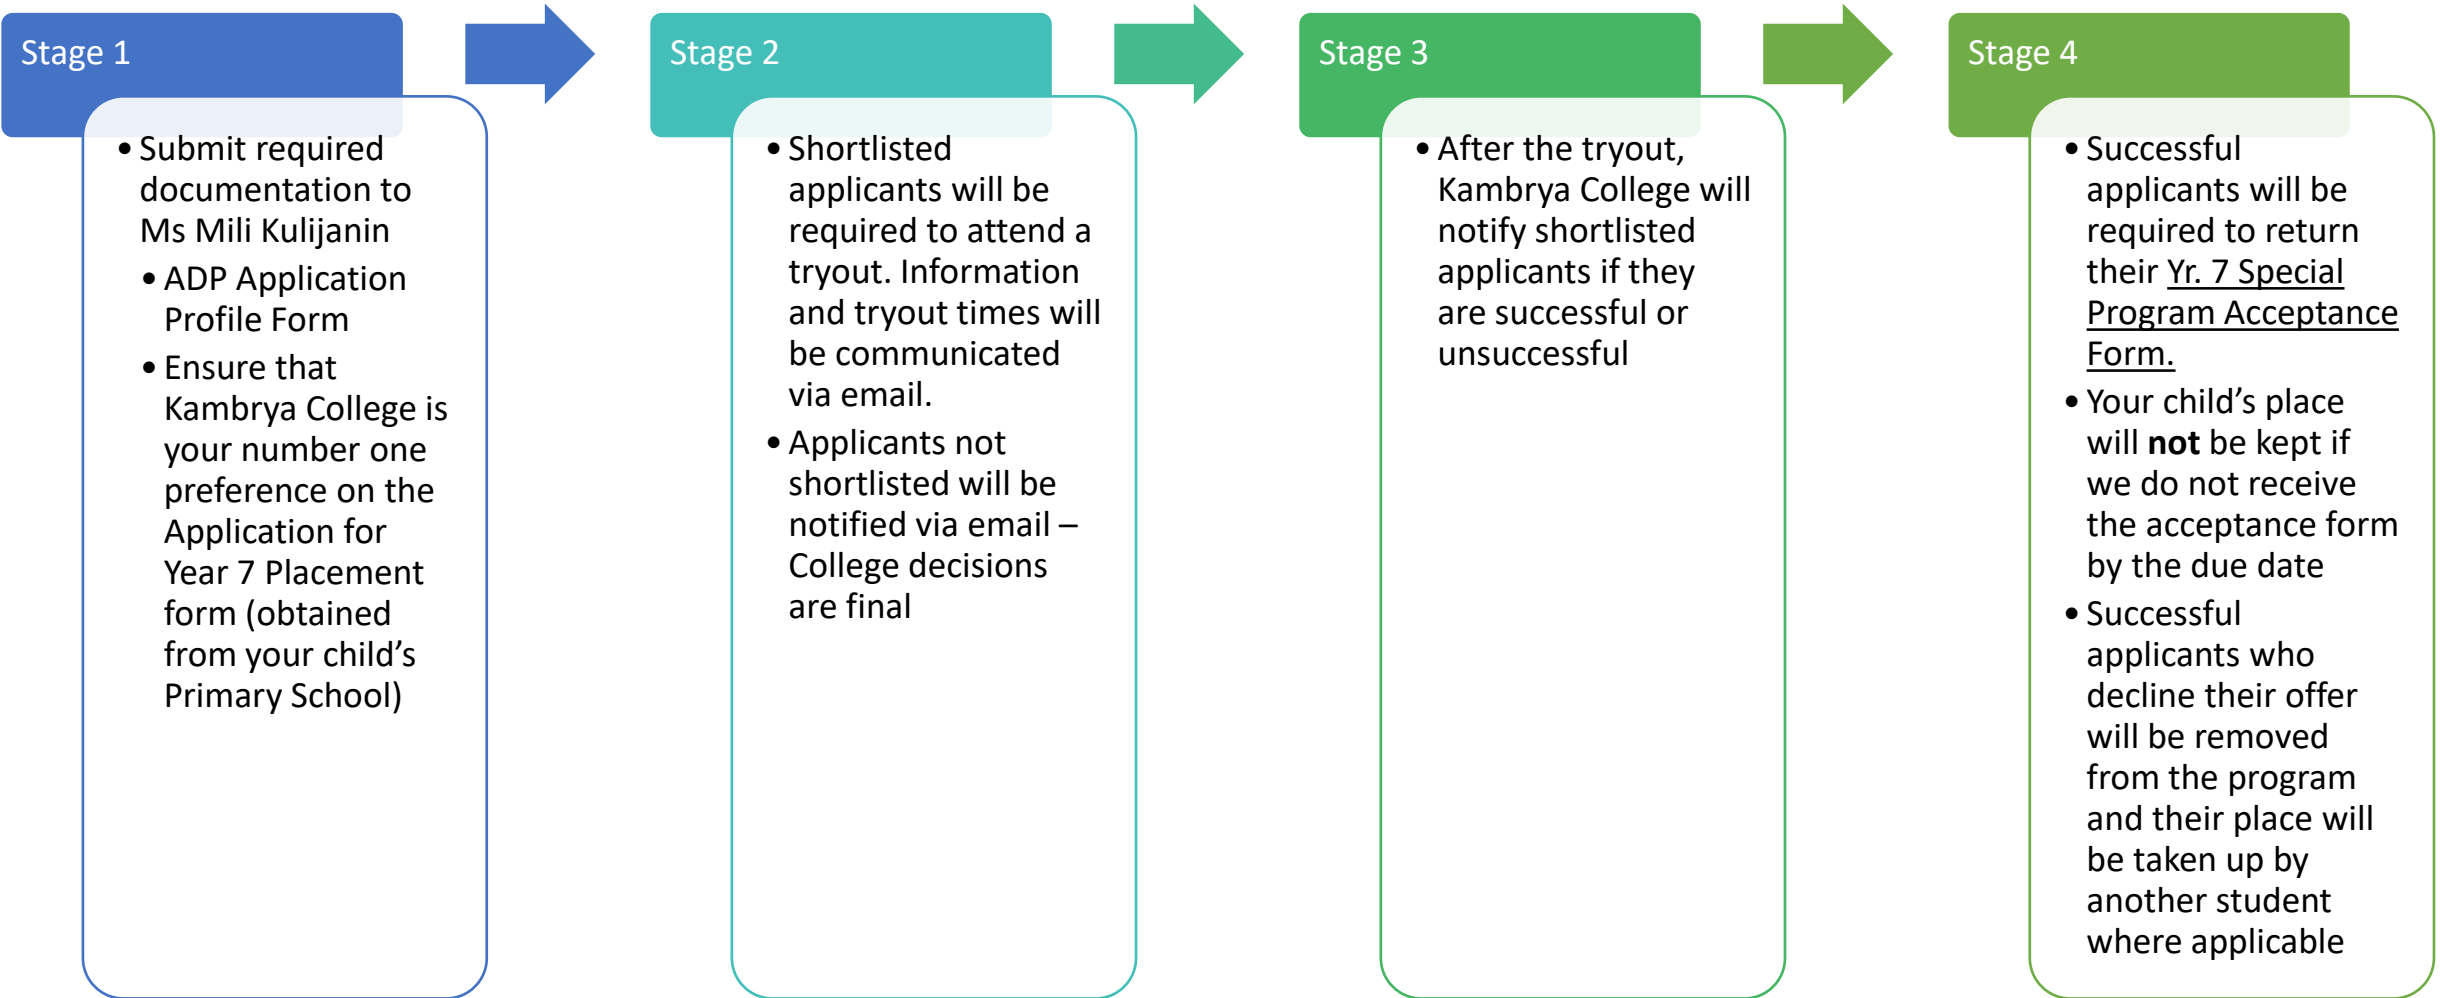 Stage 1
• Submit required
documentation to
Ms Mili Kulijanin
• ADP Application
Profile Form
• Ensure that
Kambrya College is
your number one
preference on the
Application for
Year 7 Placement
form (obtained
from your child’s
Primary School)
Stage 2
• Shortlisted
applicants will be
required to attend a
tryout. Information
and tryout times will
be communicated
via email.
• Applicants not
shortlisted will be
notified via email –
College decisions
are final
Stage 3
• After the tryout,
Kambrya College will
notify shortlisted
applicants if they
are successful or
unsuccessful
Stage 4
• Successful
applicants will be
required to return
their Yr. 7 Special
Program Acceptance
Form.
• Your child’s place
will not be kept if
we do not receive
the acceptance form
by the due date
• Successful
applicants who
decline their offer
will be removed
from the program
and their place will
be taken up by
another student
where applicable